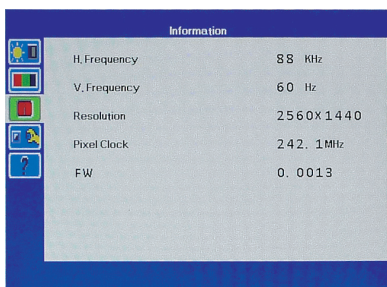 Information
H. Frequency 88 KHz
V. Frequency 60 Hz
Resolution 2560X1440
Pixel Clock 242. 1MHz
FW 0. 0013
?